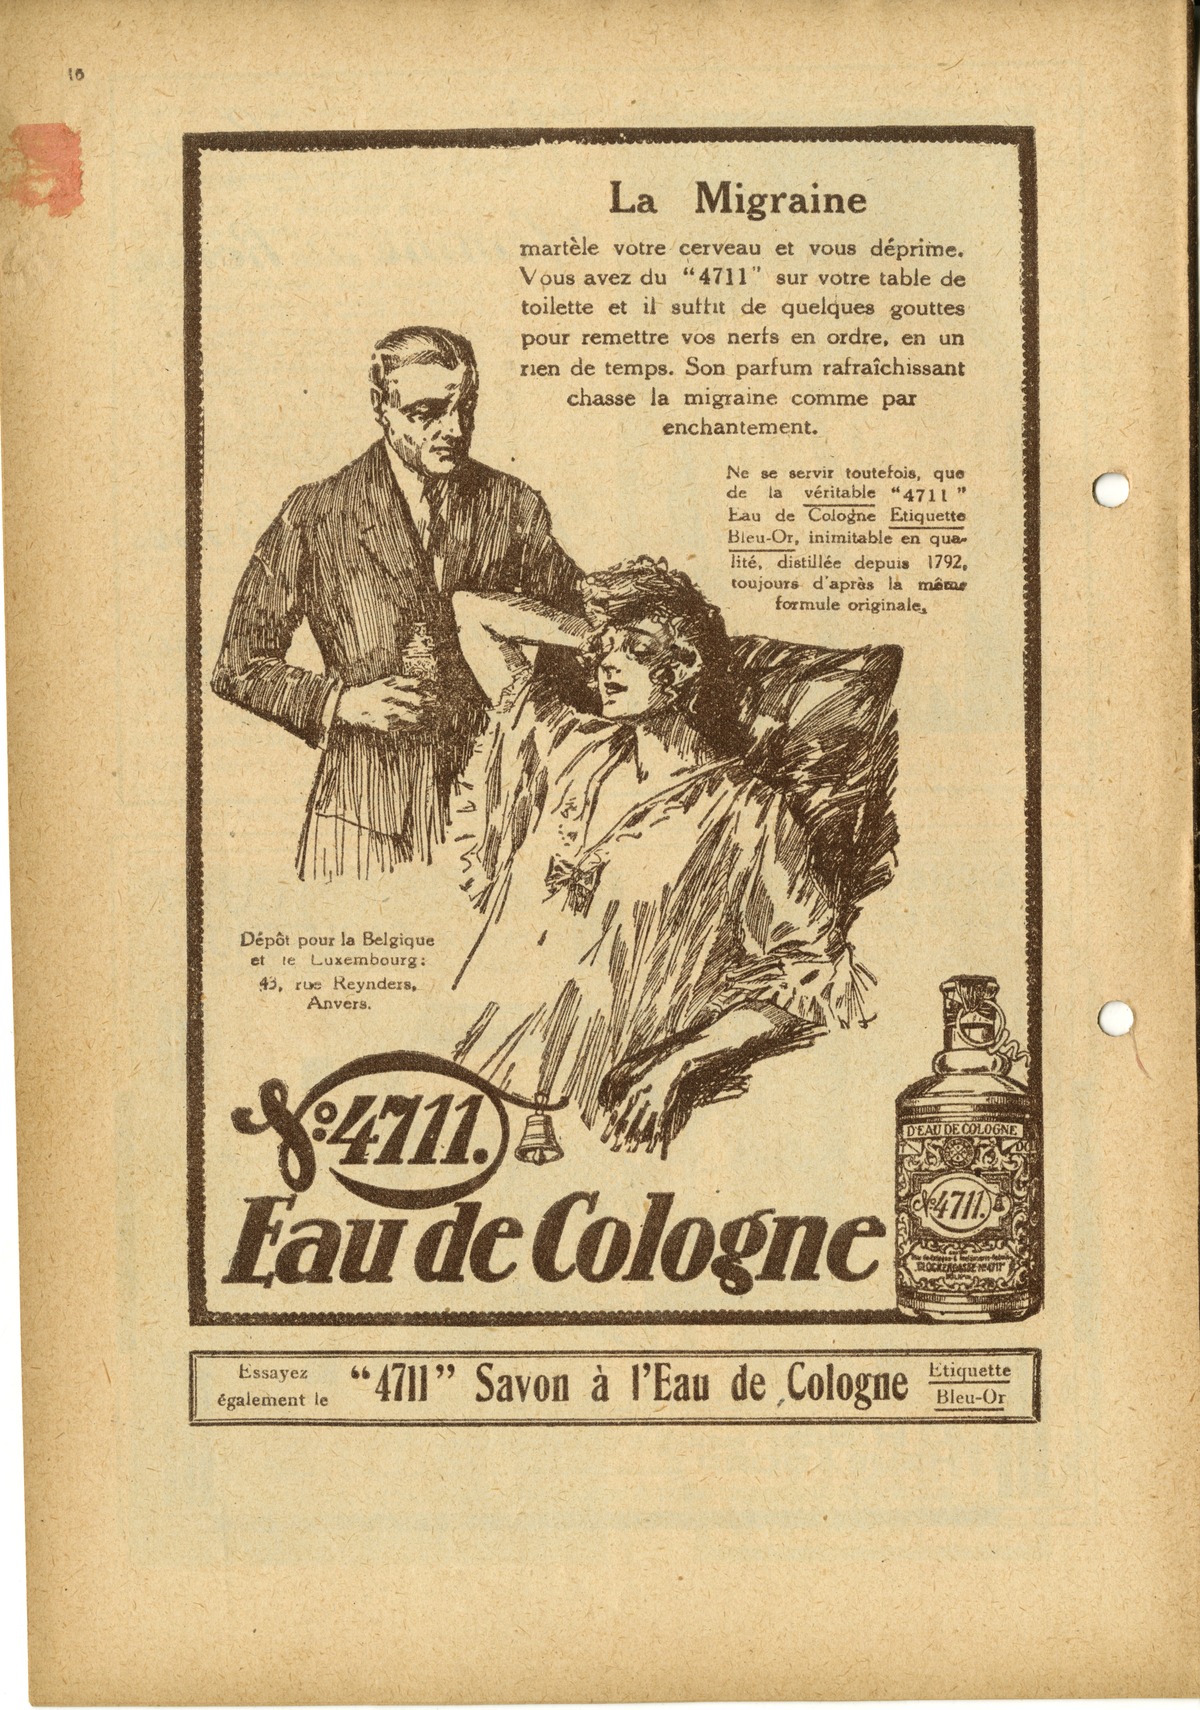 16
La Migraine
martèle votre cerveau et vous déprime.
Vous avez du "4711" sur votre table de
toilette et il suffit de quelques gouttes
pour remettre vos nerfs en ordre, en un
rien de temps. Son parfum rafraîchissant
chasse la migraine comme par
enchantement.
Ne se servir toutefois, que
de la véritable "4711"
Eau de Cologne Etiquette
Bleu-Or, inimitable en qua-
lité, distillée depuis 1792,
toujours d'après la même
formule originale.
Dépôt pour la Belgique
et le Luxembourg:
43, rue Reynders,
Anvers.
No: 4711.
Eau de Cologne
D'EAU DE COLOGNE
No 4711.
GLOCKENGASSE No 4711
Essayez
également le
"4711" Savon à l'Eau de Cologne
Etiquette
Bleu-Or